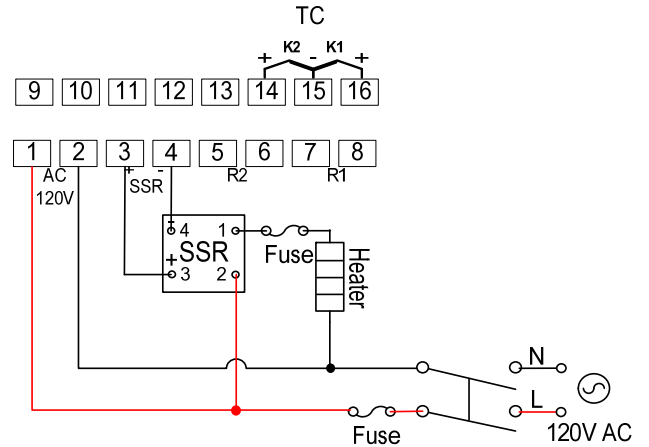 TC
+ K2 - K1 +
9 10 11 12 13 14 15 16
1 2 3 4 5 6 7 8
AC
120V
+ -
SSR
R2
R1
- 4 1
SSR
+ 3 2
Fuse
Heater
N
L
120V AC
Fuse